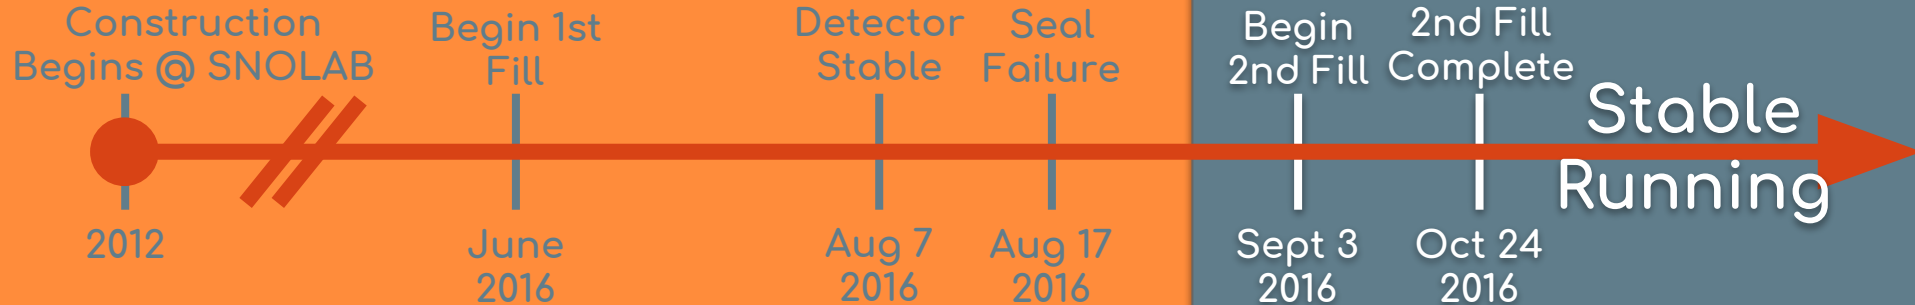 Construction
Begins @ SNOLAB
2012
Begin 1st
Fill
June
2016
Detector
Stable
Aug 7
2016
Seal
Failure
Aug 17
2016
Begin
2nd Fill
Sept 3
2016
2nd Fill
Complete
Oct 24
2016
Stable
Running